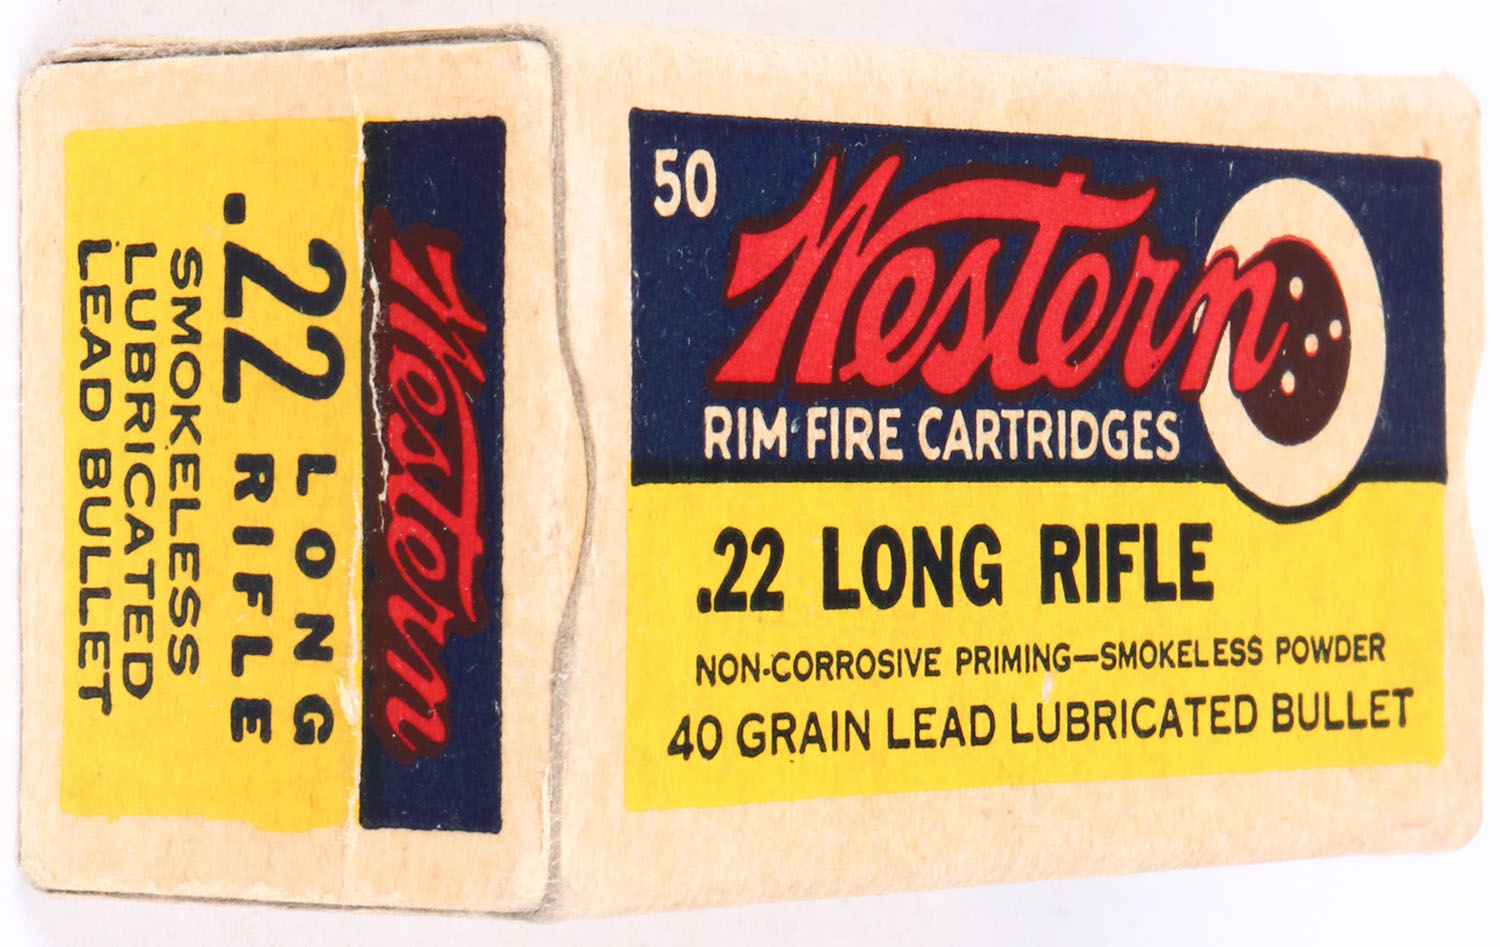 50
Western
RIM FIRE CARTRIDGES
.22 LONG RIFLE
NON-CORROSIVE PRIMING—SMOKELESS POWDER
40 GRAIN LEAD LUBRICATED BULLET
Western
.22 LONG
RIFLE
SMOKELESS
LUBRICATED
LEAD BULLET